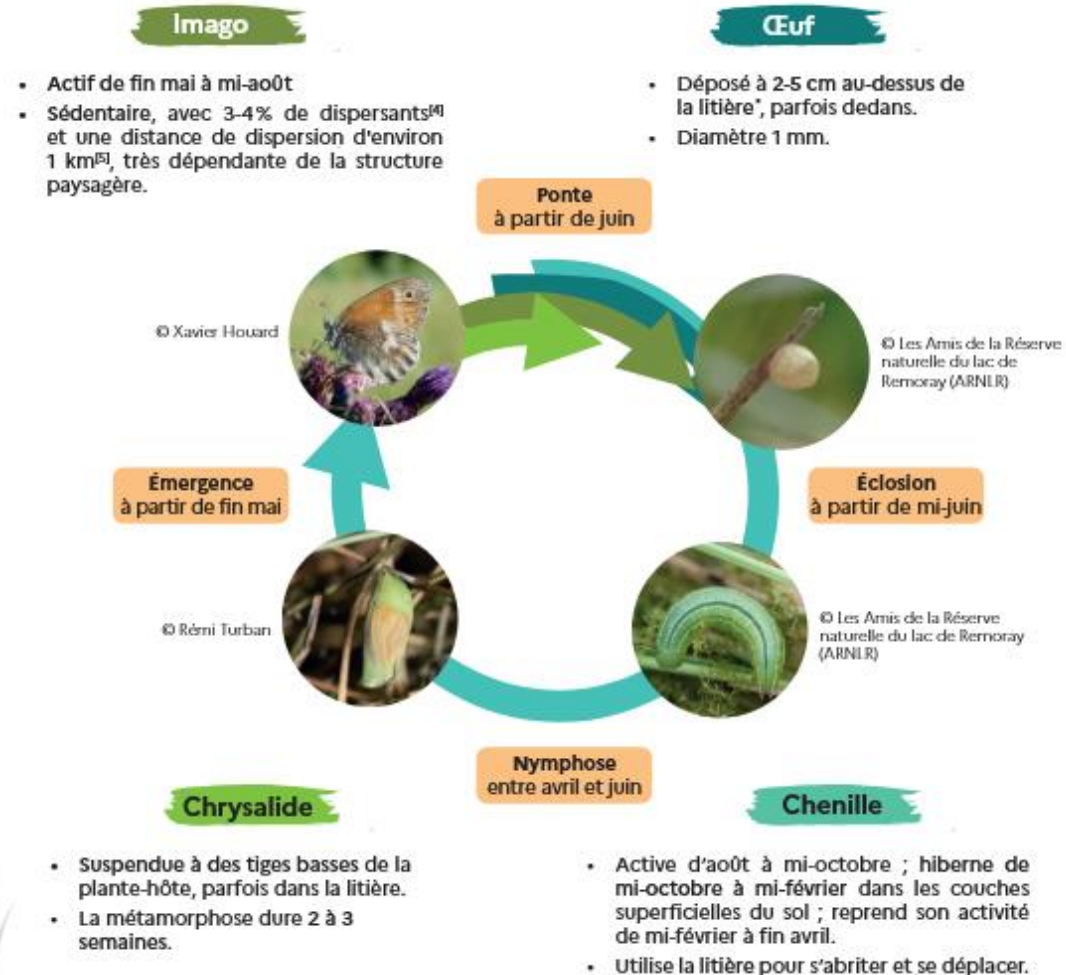 Imago
• Actif de fin mai à mi-août
• Sédentaire, avec 3-4% de dispersants[4]
et une distance de dispersion d'environ
1 km[5], très dépendante de la structure
paysagère.
Œuf
• Déposé à 2-5 cm au-dessus de
la litière*, parfois dedans.
• Diamètre 1 mm.
Ponte
à partir de juin
© Xavier Houard
© Les Amis de la Réserve
naturelle du lac de
Remoray (ARNLR)
Émergence
à partir de fin mai
Éclosion
à partir de mi-juin
© Rémi Turban
© Les Amis de la Réserve
naturelle du lac de Remoray
(ARNLR)
Nymphose
entre avril et juin
Chrysalide
• Suspendue à des tiges basses de la
plante-hôte, parfois dans la litière.
• La métamorphose dure 2 à 3
semaines.
Chenille
• Active d'août à mi-octobre ; hiberne de
mi-octobre à mi-février dans les couches
superficielles du sol ; reprend son activité
de mi-février à fin avril.
• Utilise la litière pour s'abriter et se déplacer.